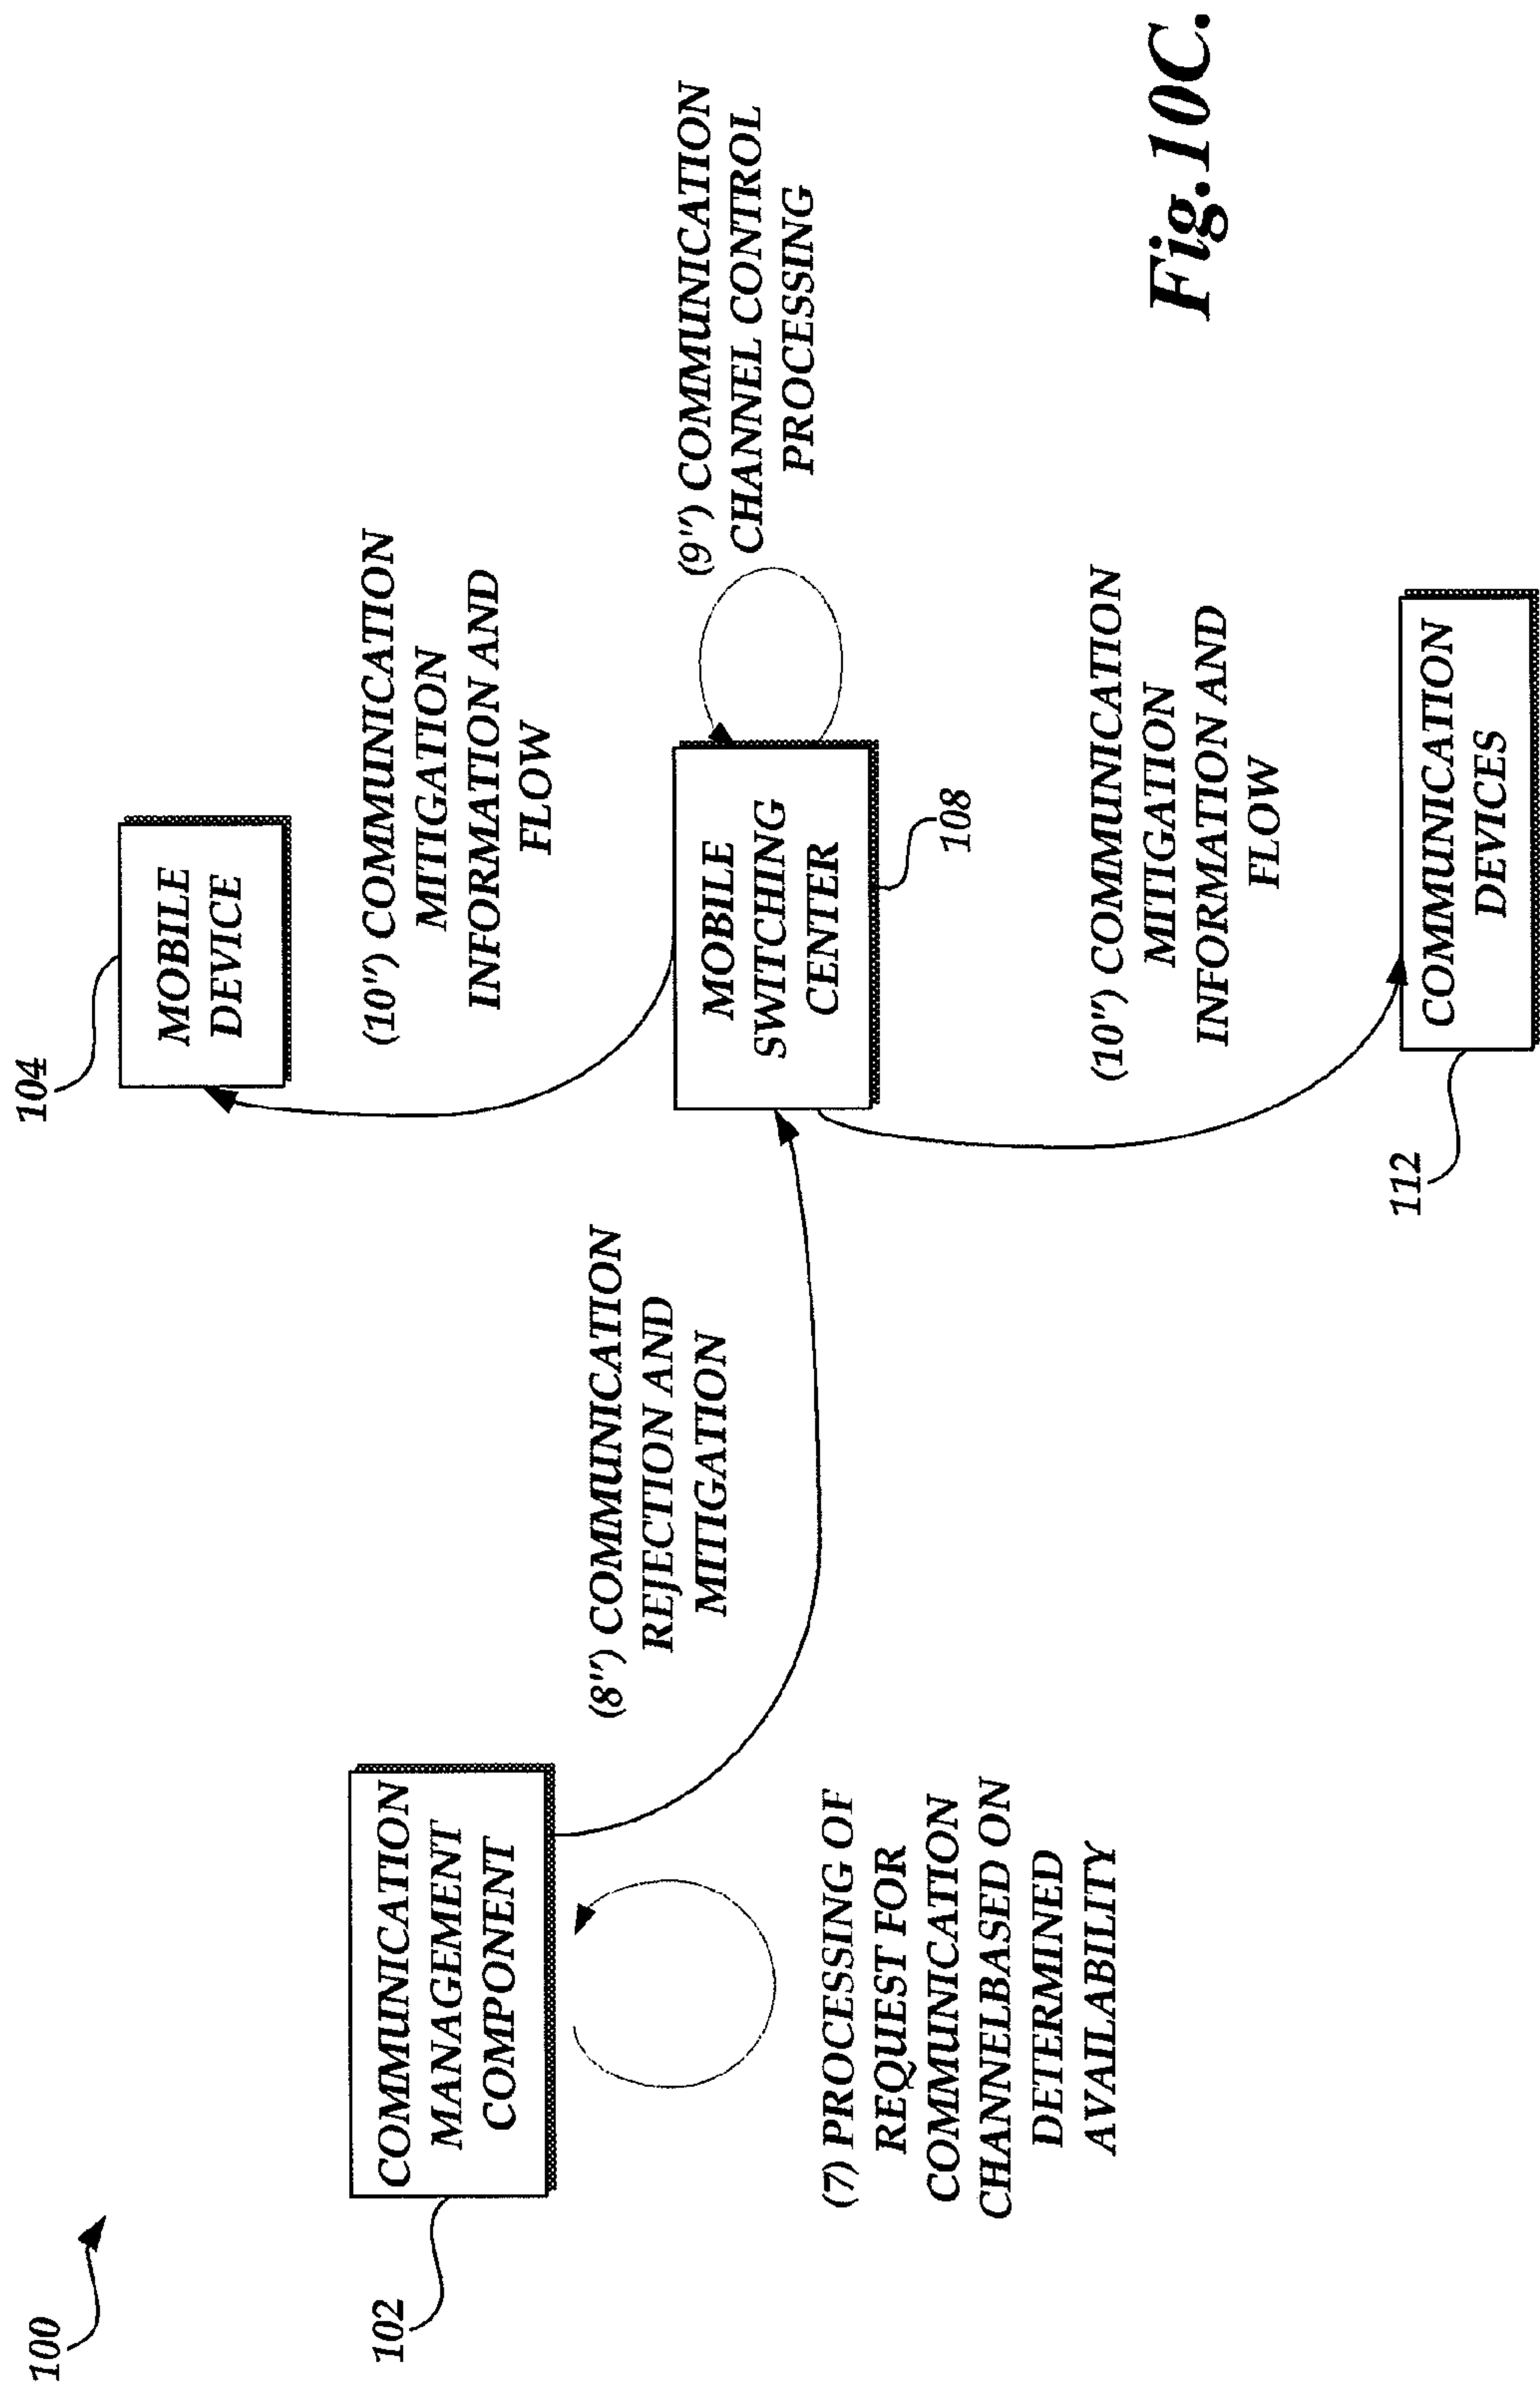 100
102
COMMUNICATION
MANAGEMENT
COMPONENT
(7) PROCESSING OF
REQUEST FOR
COMMUNICATION
CHANNELBASED ON
DETERMINED
AVAILABILITY
(8") COMMUNICATION
REJECTION AND
MITIGATION
104
MOBILE
DEVICE
(10") COMMUNICATION
MITIGATION
INFORMATION AND
FLOW
MOBILE
SWITCHING
CENTER
108
(9") COMMUNICATION
CHANNEL CONTROL
PROCESSING
(10") COMMUNICATION
MITIGATION
INFORMATION AND
FLOW
112
COMMUNICATION
DEVICES
Fig.10C.